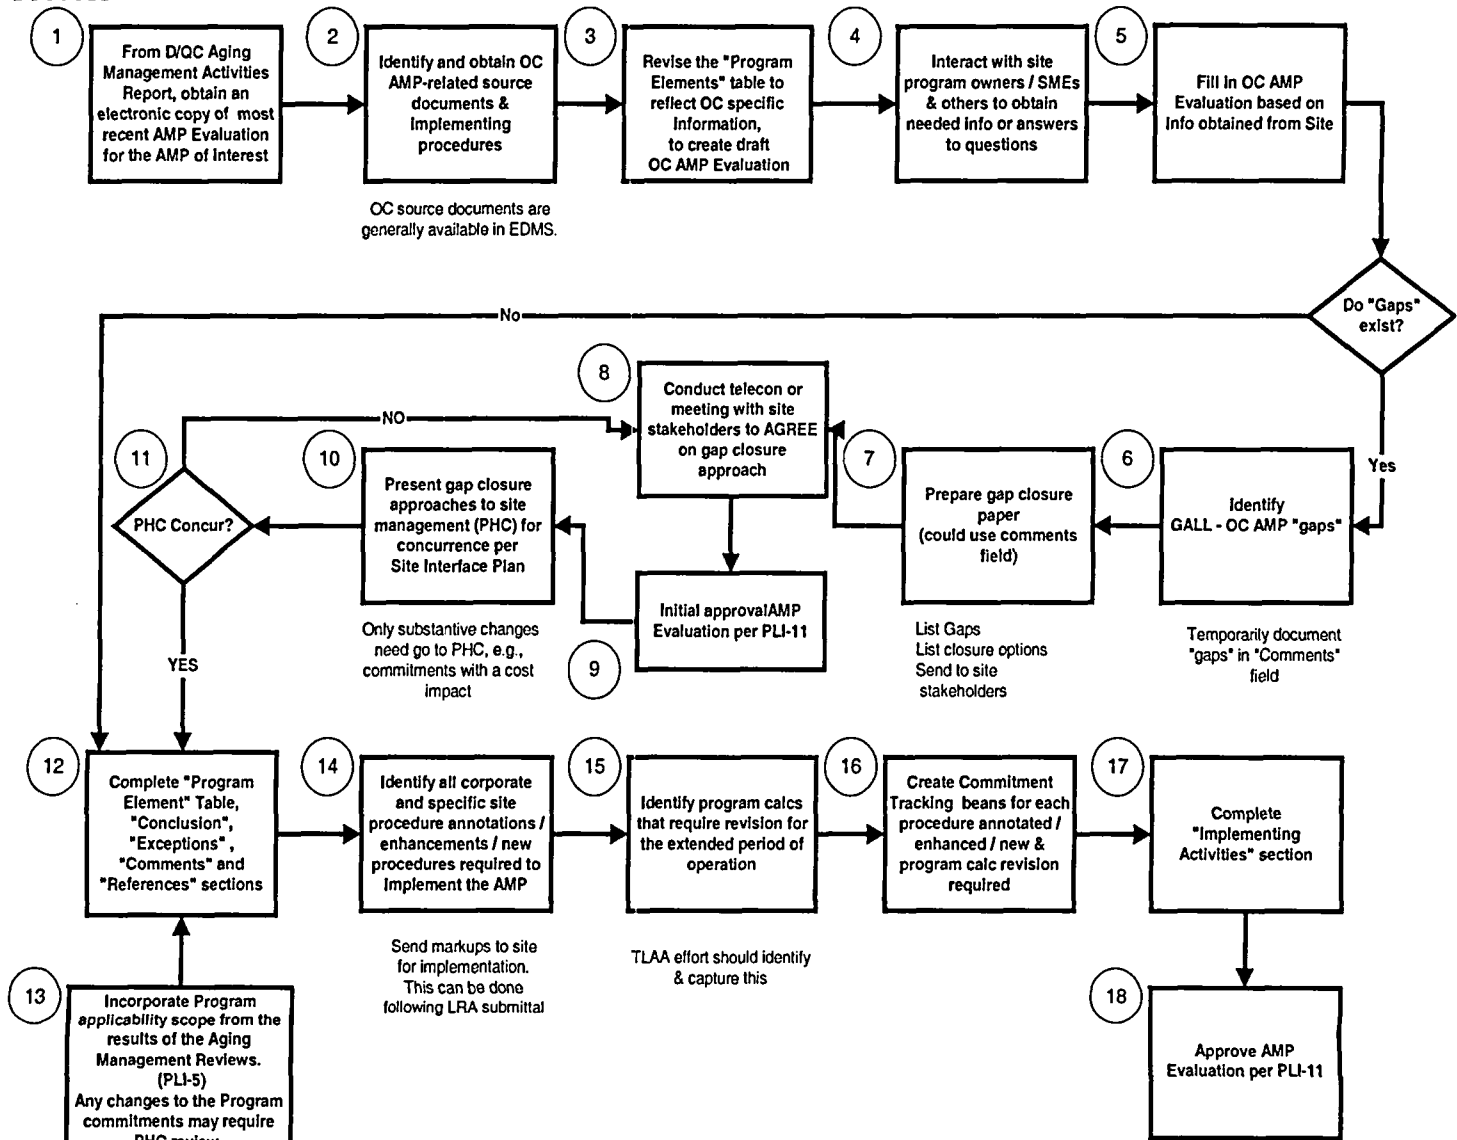 1
From D/QC Aging
Management Activities
Report, obtain an
electronic copy of most
recent AMP Evaluation
for the AMP of Interest
2
Identify and obtain OC
AMP-related source
documents &
Implementing
procedures
OC source documents are
generally available in EDMS.
3
Revise the "Program
Elements" table to
reflect OC specific
Information,
to create draft
OC AMP Evaluation
4
Interact with site
program owners / SMEs
& others to obtain
needed info or answers
to questions
5
Fill in OC AMP
Evaluation based on
Info obtained from Site
Do "Gaps"
exist?
No
Yes
6
Identify
GALL - OC AMP "gaps"
Temporarily document
"gaps" in "Comments"
field
7
Prepare gap closure
paper
(could use comments
field)
List Gaps
List closure options
Send to site
stakeholders
8
Conduct telecon or
meeting with site
stakeholders to AGREE
on gap closure
approach
9
Initial approvalAMP
Evaluation per PLI-11
10
Present gap closure
approaches to site
management (PHC) for
concurrence per
Site Interface Plan
Only substantive changes
need go to PHC, e.g.,
commitments with a cost
impact
11
PHC Concur?
NO
YES
12
Complete "Program
Element" Table,
"Conclusion",
"Exceptions" ,
"Comments" and
"References" sections
13
Incorporate Program
applicability scope from the
results of the Aging
Management Reviews.
(PLI-5)
Any changes to the Program
commitments may require
PHC review
14
Identify all corporate
and specific site
procedure annotations /
enhancements / new
procedures required to
implement the AMP
Send markups to site
for implementation.
This can be done
following LRA submittal
15
Identify program calcs
that require revision for
the extended period of
operation
TLAA effort should identify
& capture this
16
Create Commitment
Tracking beans for each
procedure annotated /
enhanced / new &
program calc revision
required
17
Complete
"Implementing
Activities" section
18
Approve AMP
Evaluation per PLI-11